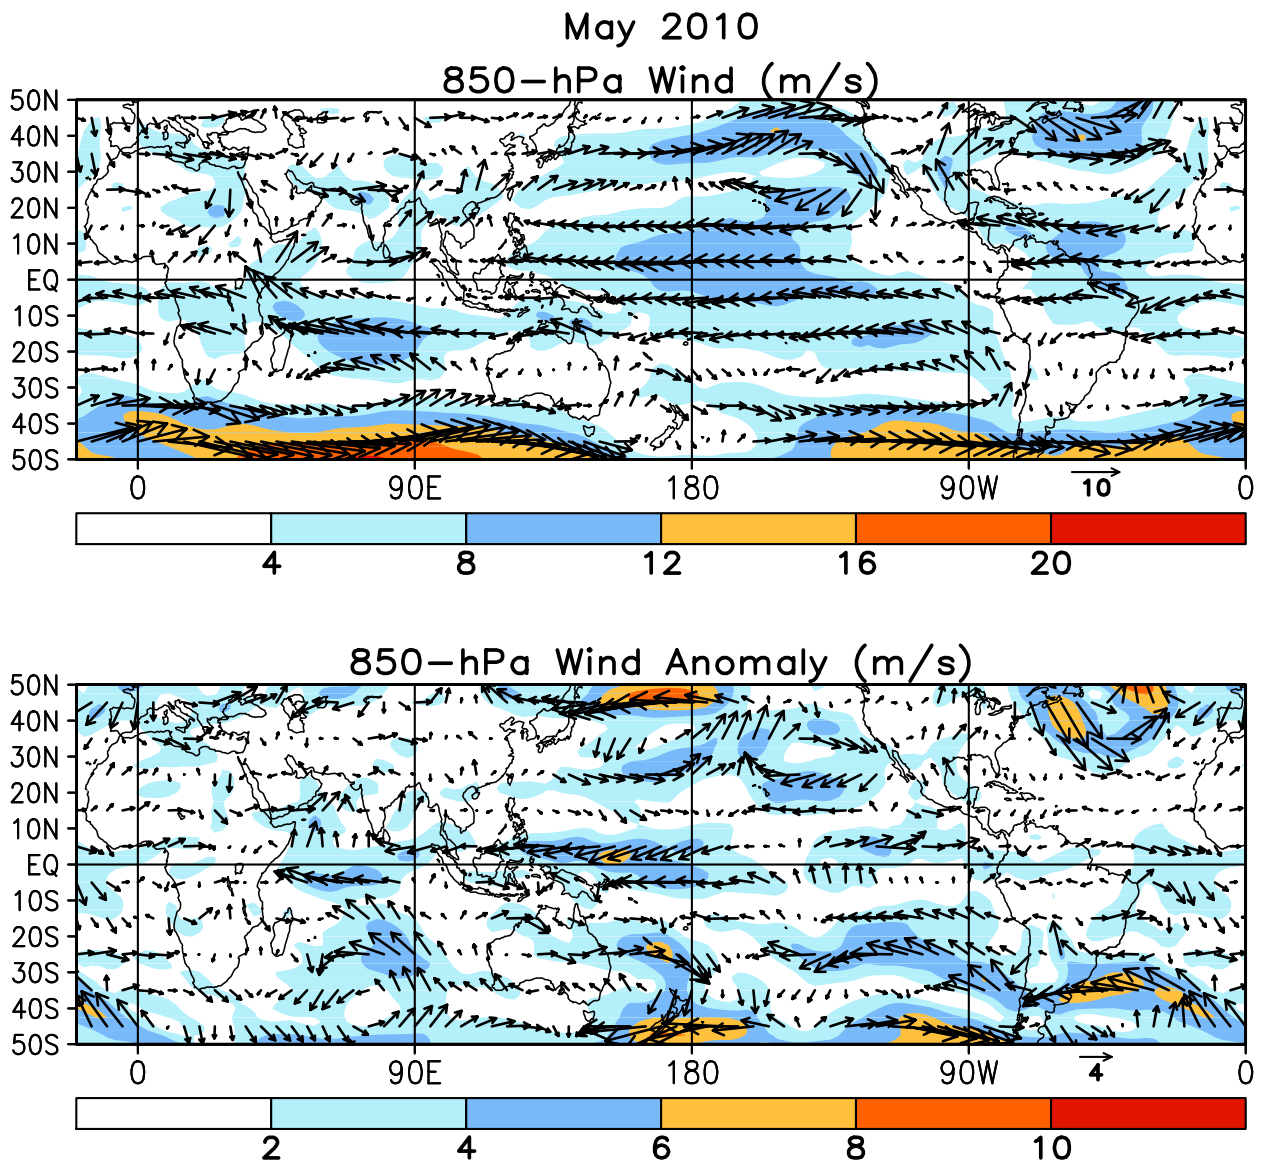 May 2010
850-hPa Wind (m/s)
50N
40N
30N
20N
10N
EQ
10S
20S
30S
40S
50S
0 90E 180 90W 0
10
4 8 12 16 20
850-hPa Wind Anomaly (m/s)
50N
40N
30N
20N
10N
EQ
10S
20S
30S
40S
50S
0 90E 180 90W 0
4
2 4 6 8 10